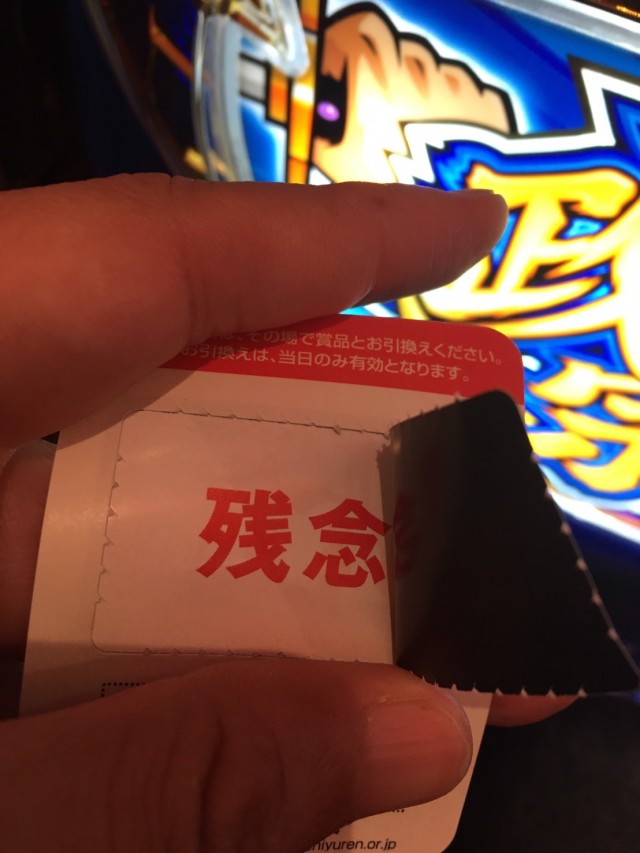 その場で賞品とお引換えください。
お引換えは、当日のみ有効となります。
残念
hiyuren.or.jp